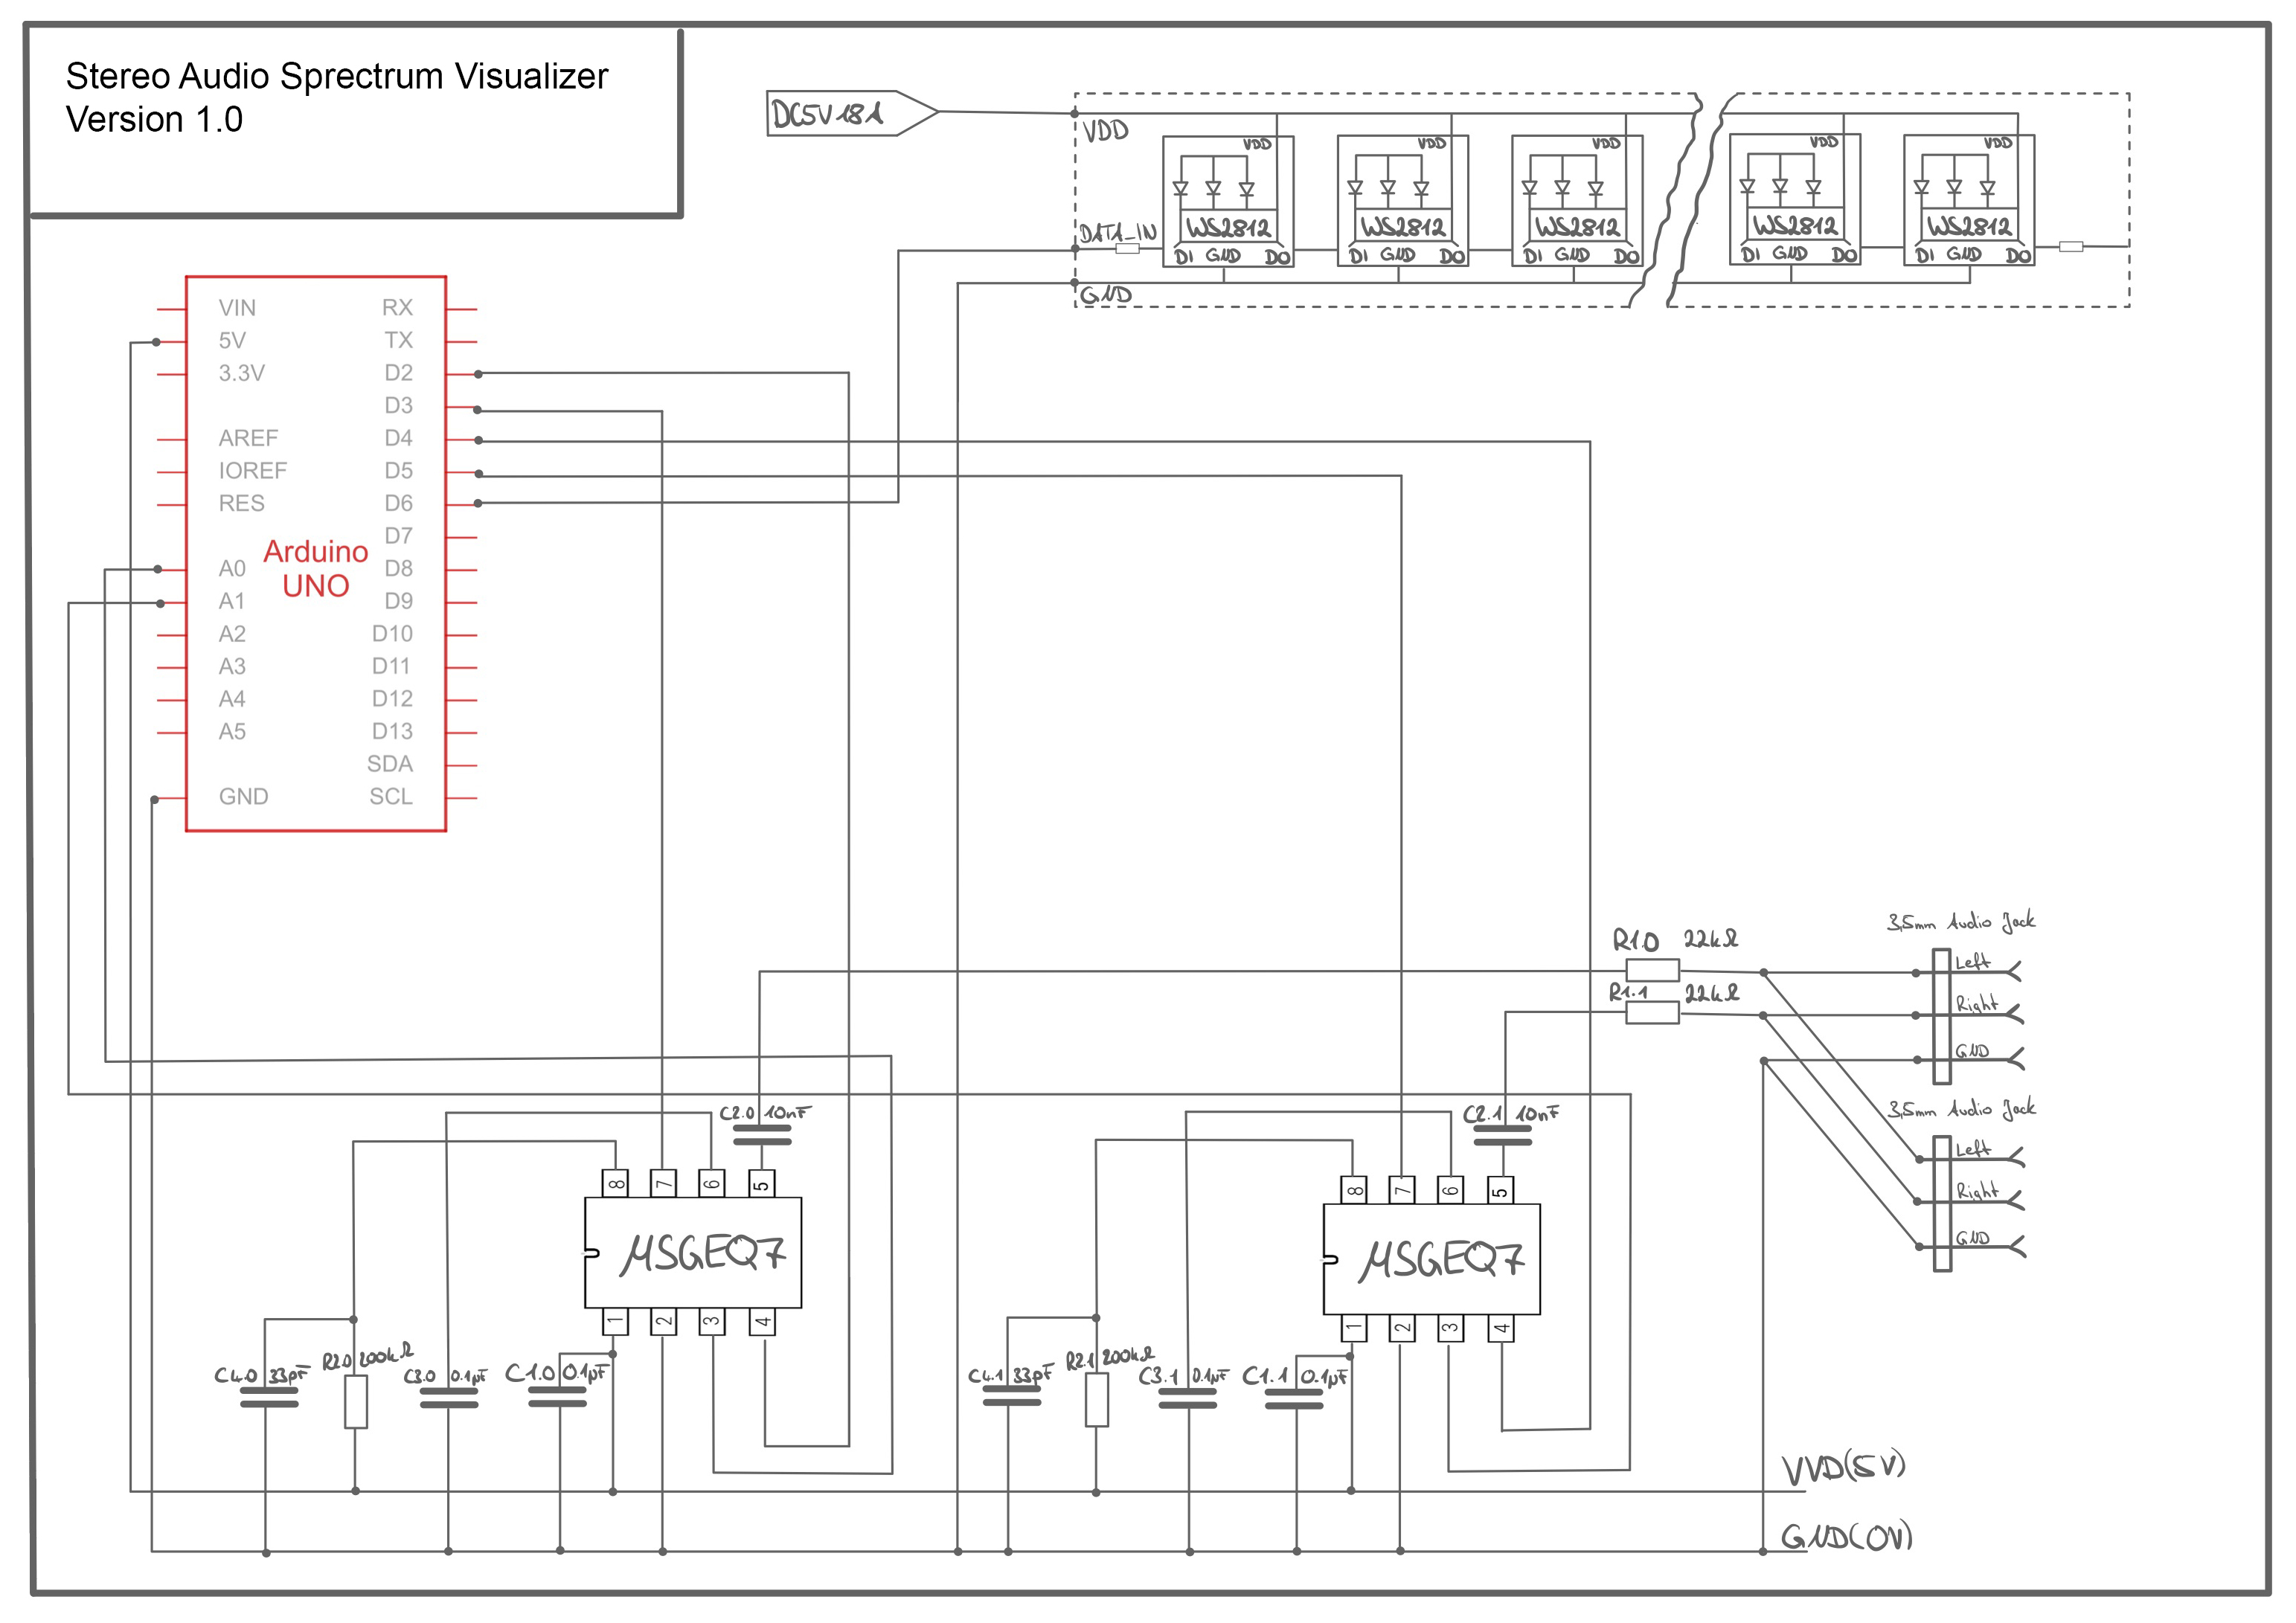 Stereo Audio Sprectrum Visualizer
Version 1.0
DC5V18A
VDD
VDD
VDD
VDD
VDD
VDD
DATA_IN
WS2812
WS2812
WS2812
WS2812
WS2812
DI GND DO
DI GND DO
DI GND DO
DI GND DO
DI GND DO
GND
VIN RX
5V TX
3.3V D2
D3
AREF D4
IOREF D5
RES D6
D7
Arduino
UNO
A0 D8
A1 D9
A2 D10
A3 D11
A4 D12
A5 D13
SDA
GND SCL
3,5mm Audio Jack
R1.0 22kΩ
Left
R1.1 22kΩ
Right
GND
3,5mm Audio Jack
Left
Right
GND
C2.0 10nF
C2.1 10nF
8 7 6 5
8 7 6 5
MSGEQ7
MSGEQ7
1 2 3 4
1 2 3 4
C4.0 33pF
R2.0 200kΩ
C3.0 0.1µF
C1.0 0.1µF
C4.1 33pF
R2.1 200kΩ
C3.1 0.1µF
C1.1 0.1µF
VVD(5V)
GND(0V)